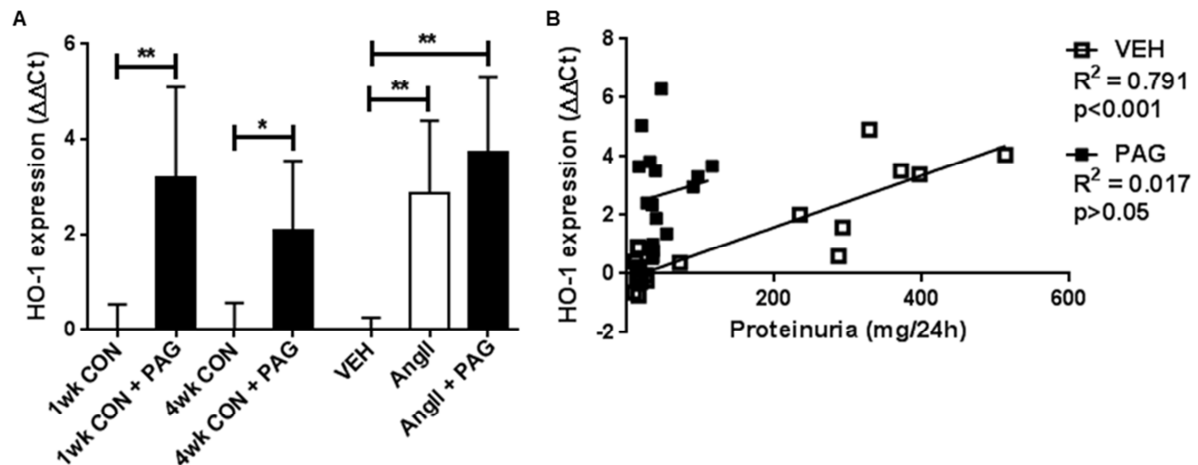 A
HO-1 expression (ΔΔCt)
6
4
2
0
**
*
**
**
1wk CON
1wk CON + PAG
4wk CON
4wk CON + PAG
VEH
AngII
AngII + PAG
B
HO-1 expression (ΔΔCt)
8
6
4
2
0
-2
200
400
600
Proteinuria (mg/24h)
VEH
R² = 0.791
p<0.001
PAG
R² = 0.017
p>0.05